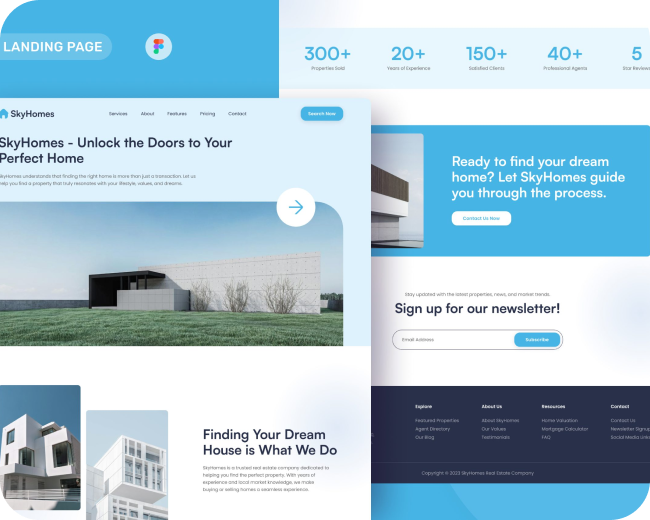 LANDING PAGE
300+
20+
150+
40+
5
Properties Sold
Years of Experience
Satisfied Clients
Professional Agents
Star Reviews
SkyHomes
Services
About
Features
Pricing
Contact
Search Now
SkyHomes - Unlock the Doors to Your
Perfect Home
SkyHomes understands that finding the right home is more than just a transaction. Let us
help you find a property that truly resonates with your lifestyle, values, and dreams.
Ready to find your dream
home? Let SkyHomes guide
you through the process.
Contact Us Now
Stay updated with the latest properties, news, and market trends.
Sign up for our newsletter!
Email Address
Subscribe
Finding Your Dream
House is What We Do
SkyHomes is a trusted real estate company dedicated to
helping you find the perfect property. With years of
experience and local market knowledge, we make
buying or selling homes a seamless experience.
Explore
Featured Properties
Agent Directory
Our Blog
About Us
About SkyHomes
Our Values
Testimonials
Resources
Home Valuation
Mortgage Calculator
FAQ
Contact
Contact Us
Newsletter Signup
Social Media Links
Copyright © 2023 SkyHomes Real Estate Company